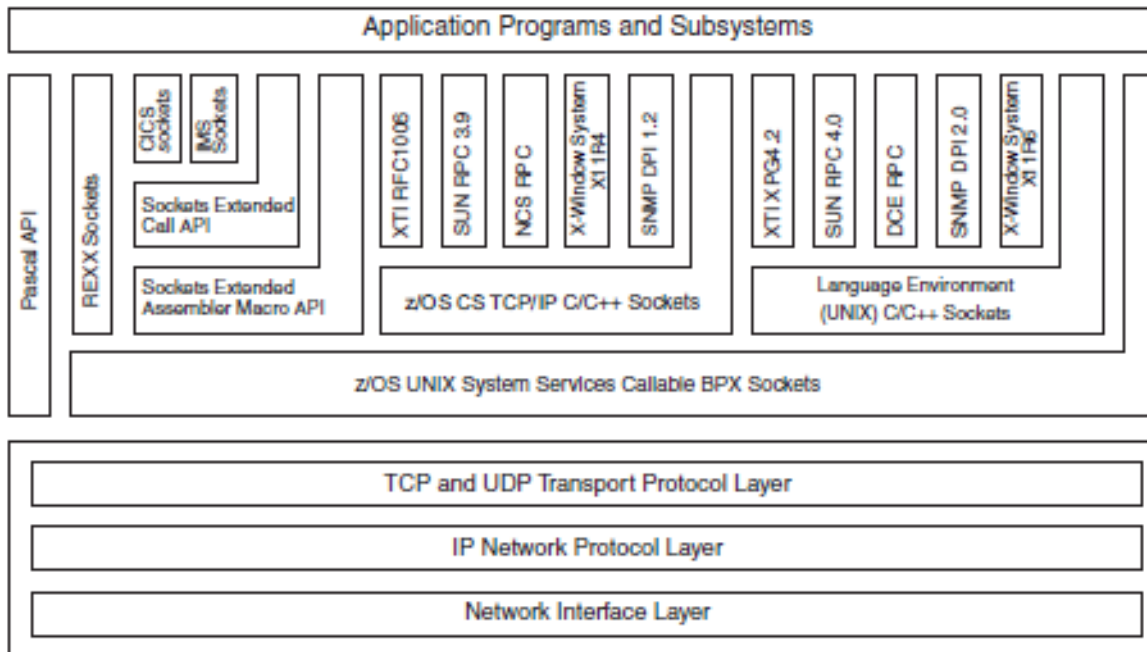 Application Programs and Subsystems
Pascal API
REXX Sockets
CICS
sockets
IMS
Sockets
Sockets Extended
Call API
Sockets Extended
Assembler Macro API
XTI RFC1006
SUN RPC 3.9
NCS RPC
X-Window System
X11R4
SNMP DPI 1.2
z/OS CS TCP/IP C/C++ Sockets
XTI XPG4.2
SUN RPC 4.0
DCE RPC
SNMP DPI 2.0
X-Window System
X11R6
Language Environment
(UNIX) C/C++ Sockets
z/OS UNIX System Services Callable BPX Sockets
TCP and UDP Transport Protocol Layer
IP Network Protocol Layer
Network Interface Layer